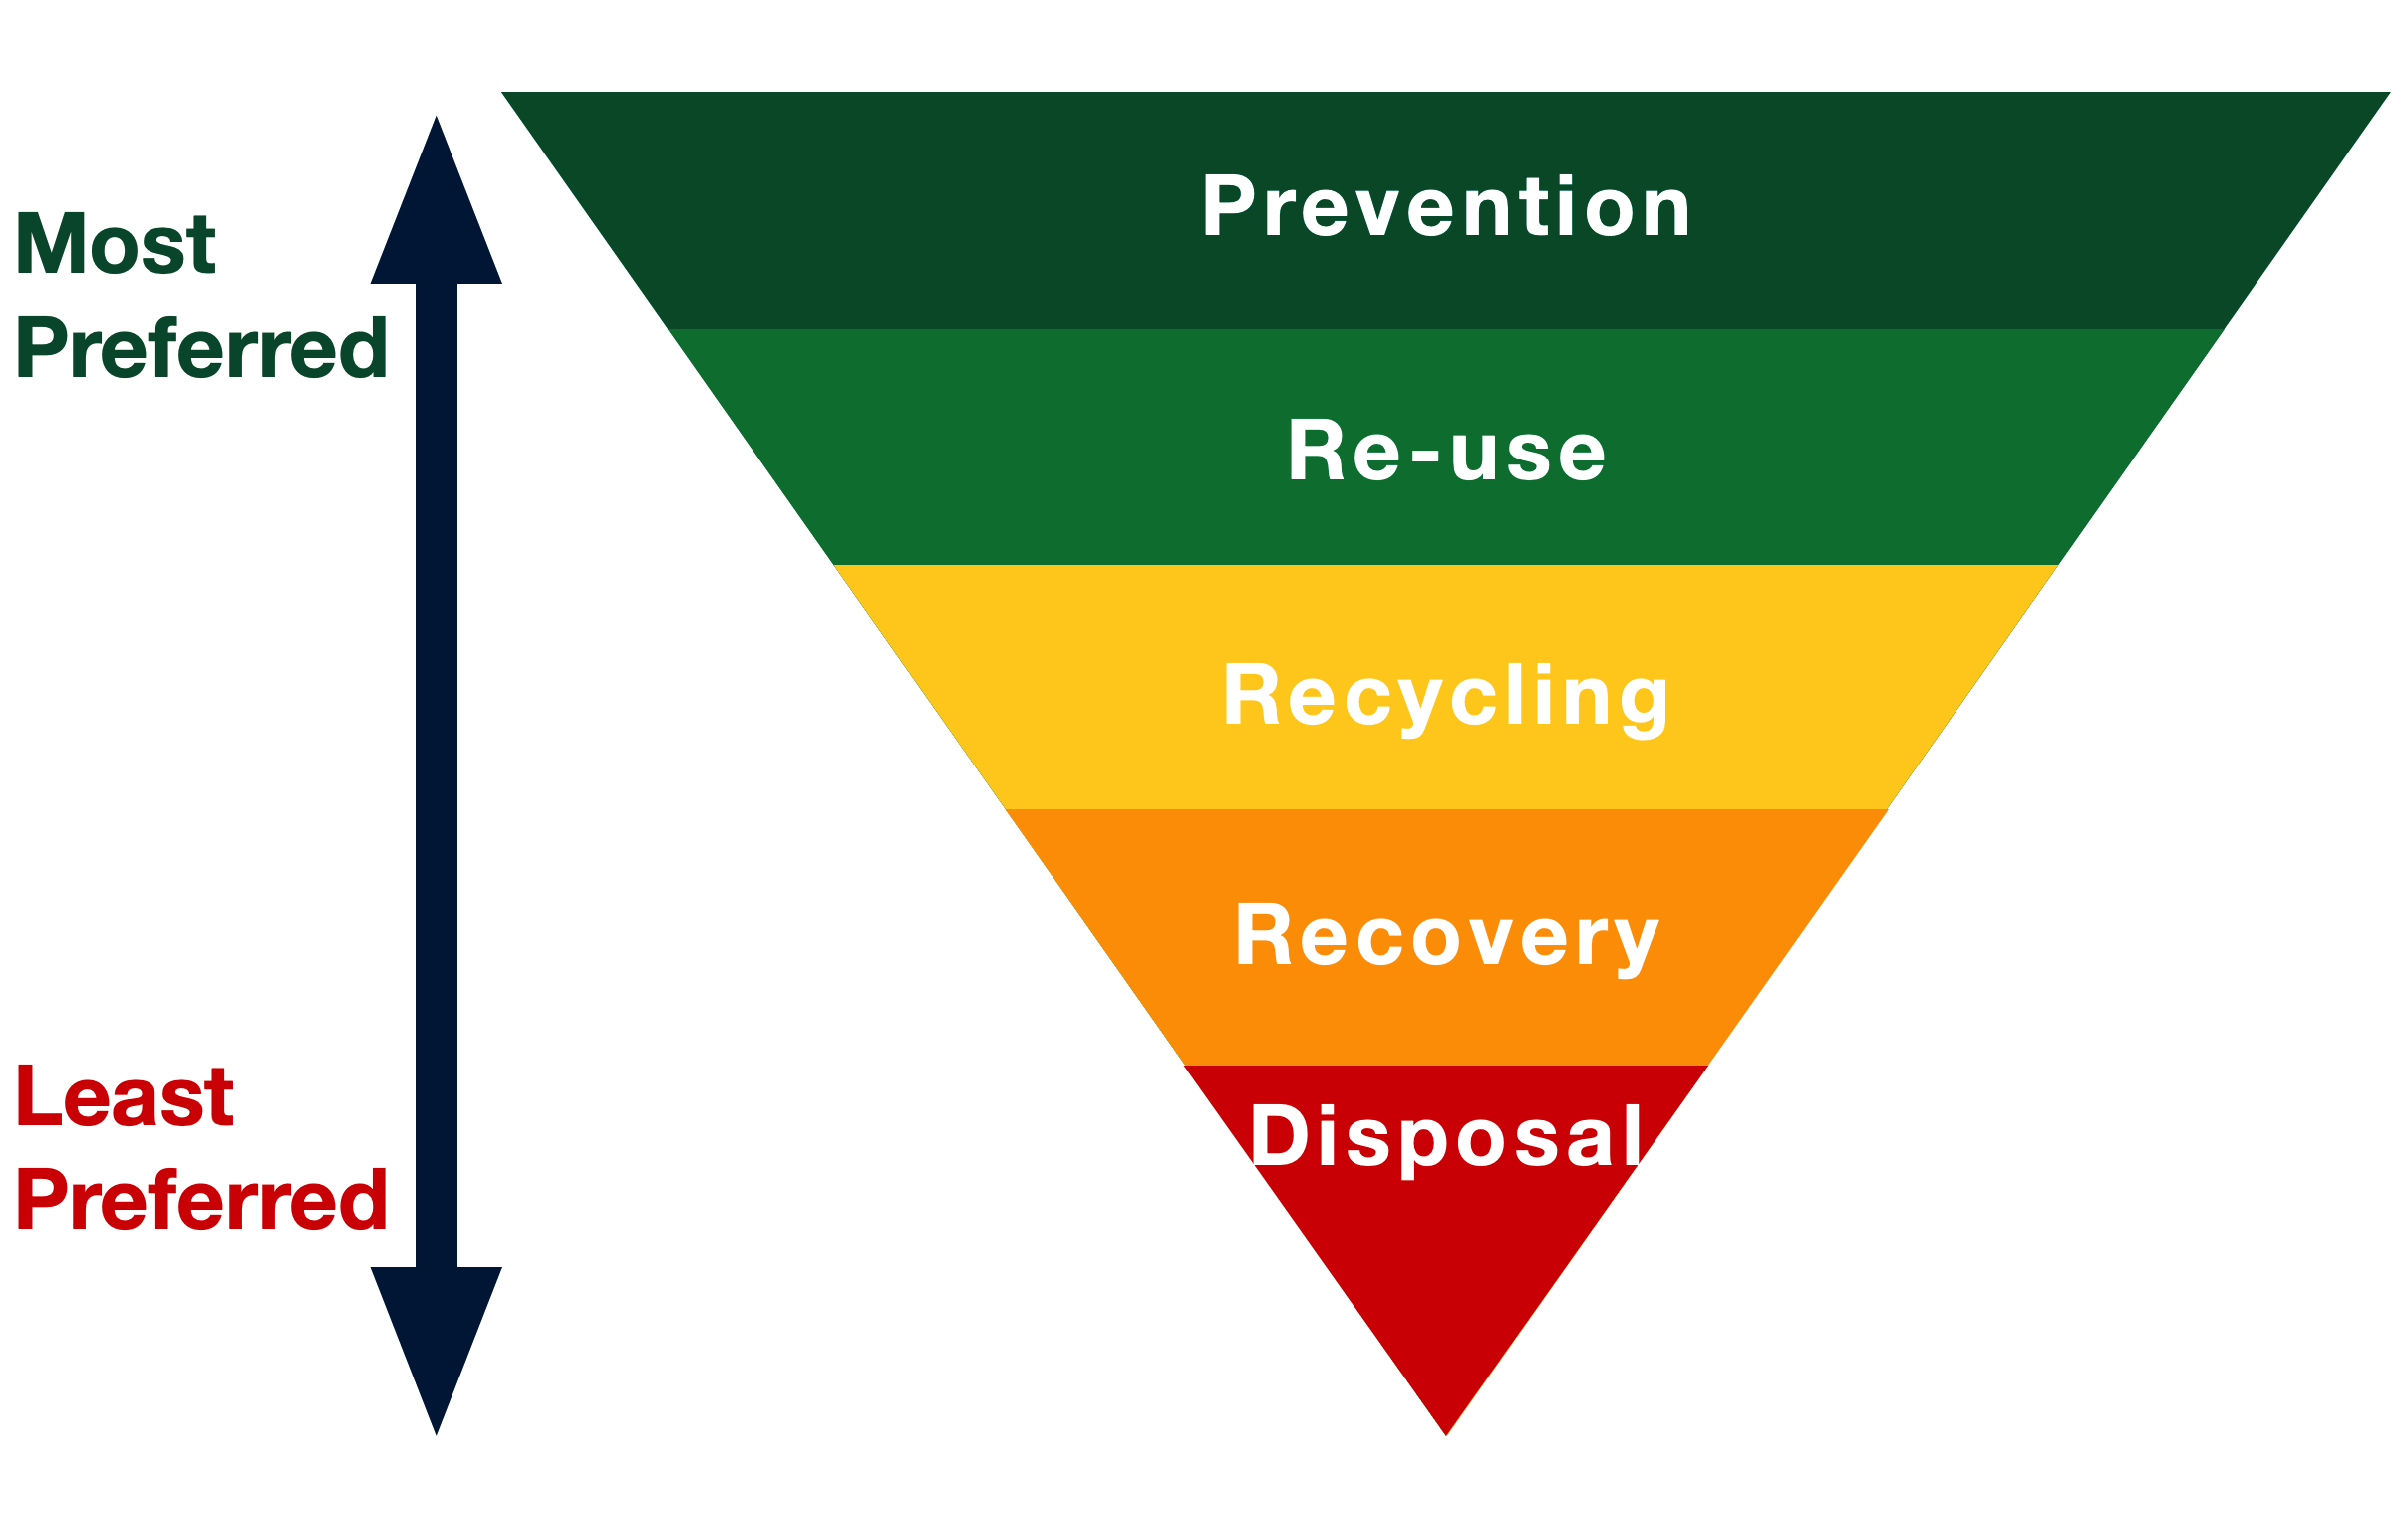 Most
Preferred
Prevention
Re-use
Recycling
Recovery
Disposal
Least
Preferred